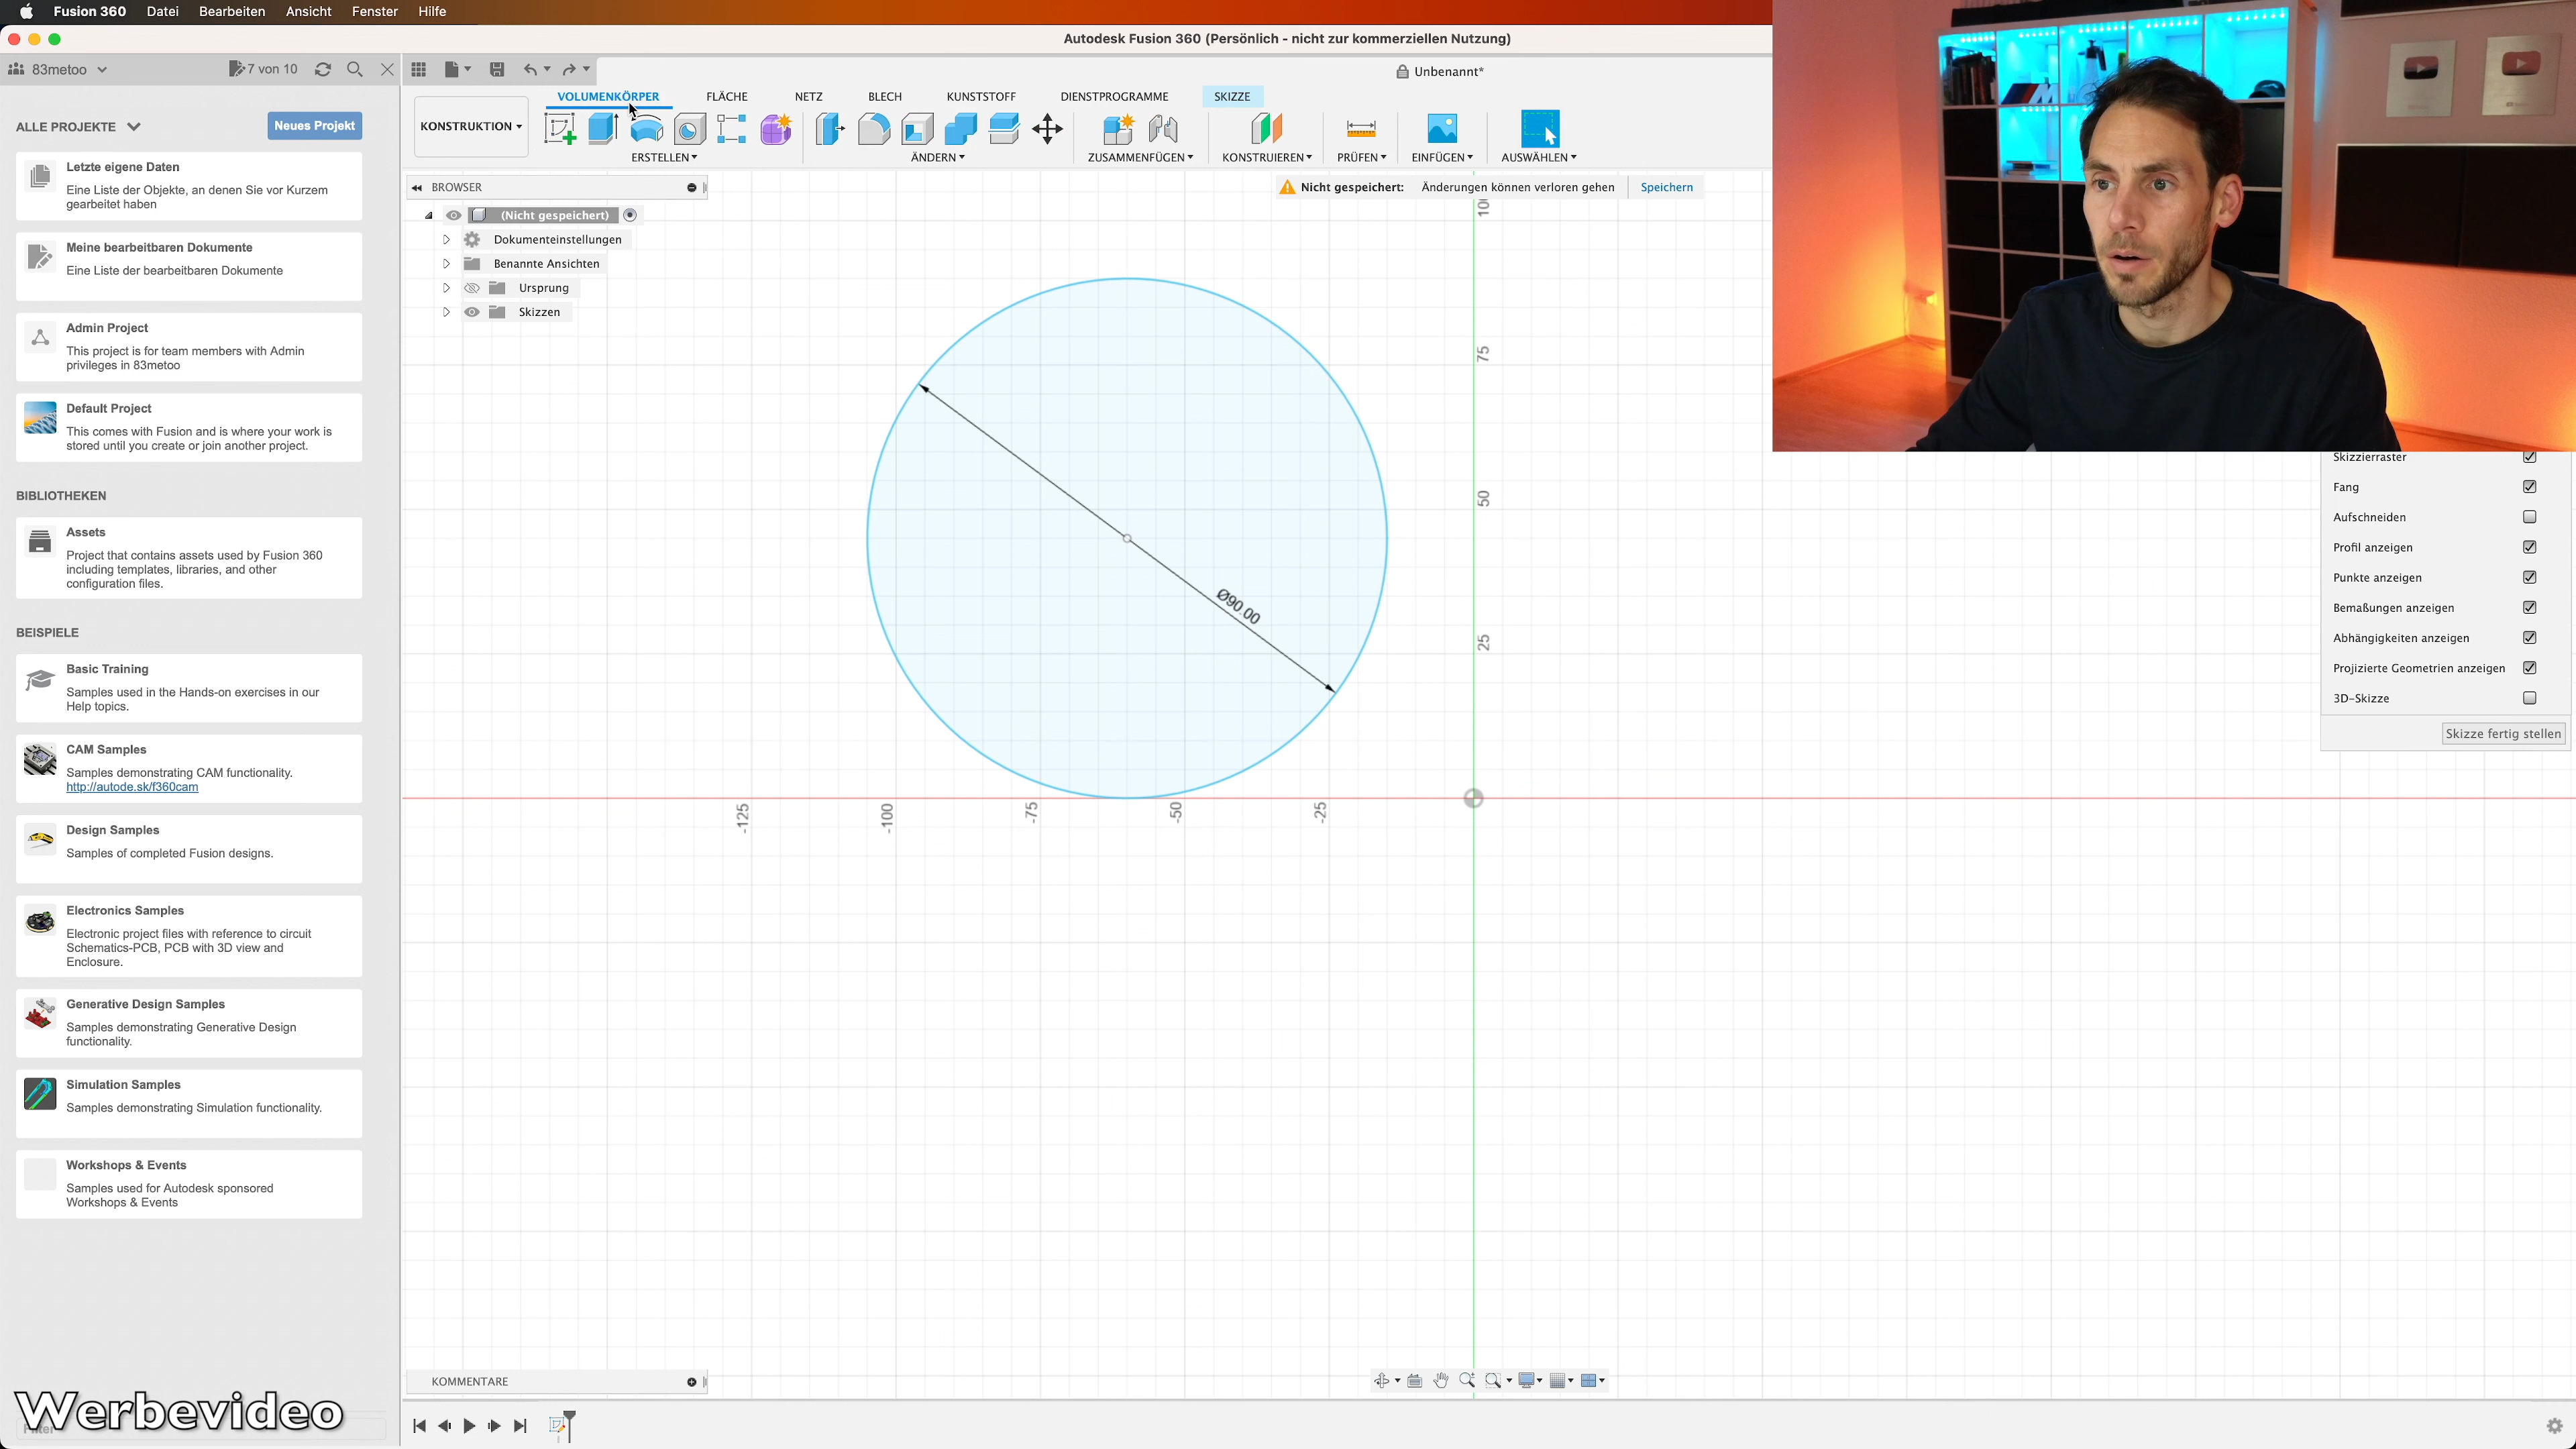 Fusion 360 Datei Bearbeiten Ansicht Fenster Hilfe
Autodesk Fusion 360 (Persönlich - nicht zur kommerziellen Nutzung)
83metoo 7 von 10
Unbenannt*
VOLUMENKÖRPER FLÄCHE NETZ BLECH KUNSTSTOFF DIENSTPROGRAMME SKIZZE
KONSTRUKTION
ERSTELLEN ÄNDERN ZUSAMMENFÜGEN KONSTRUIEREN PRÜFEN EINFÜGEN AUSWÄHLEN
ALLE PROJEKTE Neues Projekt
Letzte eigene Daten
Eine Liste der Objekte, an denen Sie vor Kurzem
gearbeitet haben
Meine bearbeitbaren Dokumente
Eine Liste der bearbeitbaren Dokumente
Admin Project
This project is for team members with Admin
privileges in 83metoo
Default Project
This comes with Fusion and is where your work is
stored until you create or join another project.
BIBLIOTHEKEN
Assets
Project that contains assets used by Fusion 360
including templates, libraries, and other
configuration files.
BEISPIELE
Basic Training
Samples used in the Hands-on exercises in our
Help topics.
CAM Samples
Samples demonstrating CAM functionality.
http://autode.sk/f360cam
Design Samples
Samples of completed Fusion designs.
Electronics Samples
Electronic project files with reference to circuit
Schematics-PCB, PCB with 3D view and
Enclosure.
Generative Design Samples
Samples demonstrating Generative Design
functionality.
Simulation Samples
Samples demonstrating Simulation functionality.
Workshops & Events
Samples used for Autodesk sponsored
Workshops & Events
Werbevideo
Filter
BROWSER
(Nicht gespeichert)
Dokumenteinstellungen
Benannte Ansichten
Ursprung
Skizzen
Nicht gespeichert: Änderungen können verloren gehen Speichern
75
50
25
Ø90.00
-125
-100
-75
-50
-25
Skizzierraster
Fang
Aufschneiden
Profil anzeigen
Punkte anzeigen
Bemaßungen anzeigen
Abhängigkeiten anzeigen
Projizierte Geometrien anzeigen
3D-Skizze
Skizze fertig stellen
KOMMENTARE